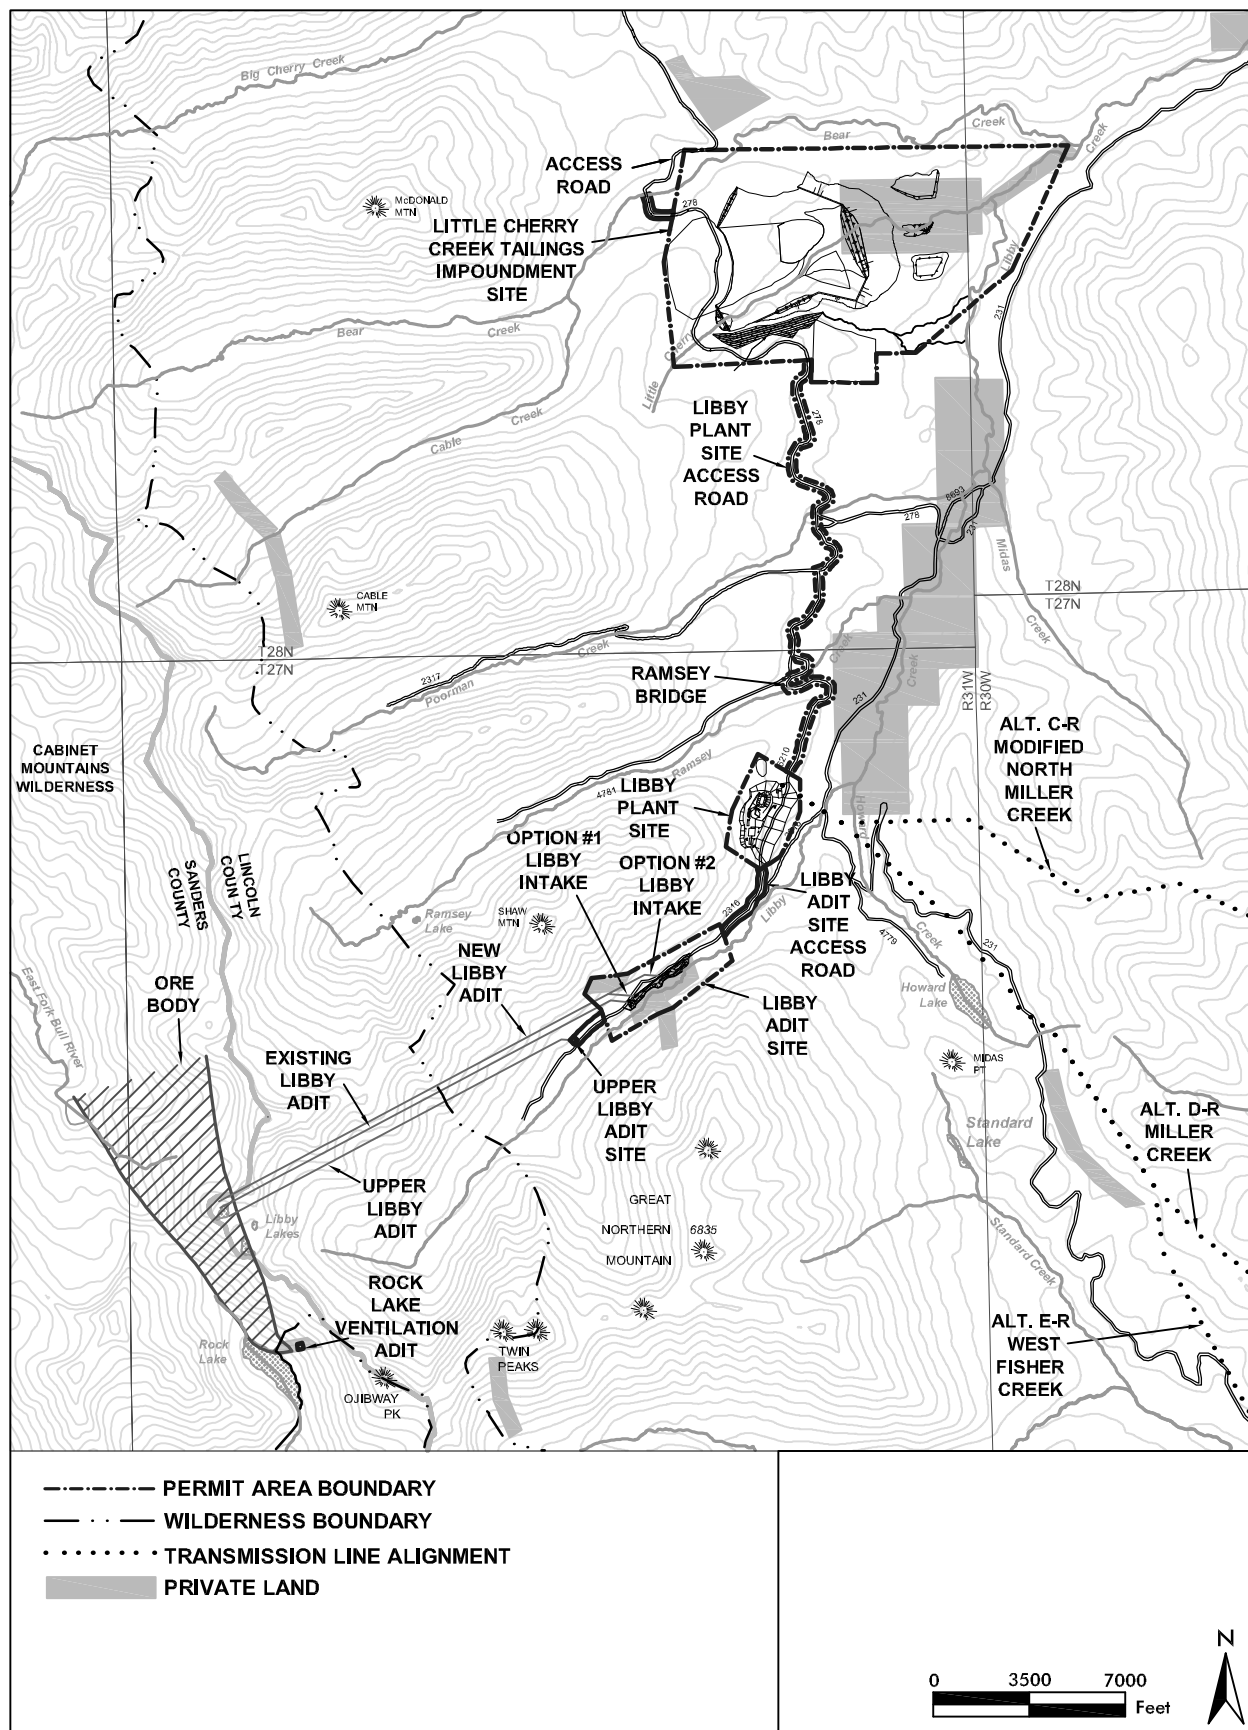 Big Cherry Creek
Bear
Creek
Creek
ACCESS
ROAD
McDONALD
MTN
278
LITTLE CHERRY
CREEK TAILINGS
IMPOUNDMENT
SITE
Libby
231
Bear
Creek
Cherry
Little
Creek
Cable
LIBBY
PLANT
SITE
ACCESS
ROAD
278
8693
278
231
Midas
Creek
CABLE
MTN
T28N
T27N
T28N
T27N
Creek
Poorman
2317
RAMSEY
BRIDGE
Creek
Creek
231
R31W
R30W
CABINET
MOUNTAINS
WILDERNESS
ALT. C-R
MODIFIED
NORTH
MILLER
CREEK
Ramsey
4781
6210
LIBBY
PLANT
SITE
Howard
OPTION #1
LIBBY
INTAKE
OPTION #2
LIBBY
INTAKE
LINCOLN
COUNTY
SANDERS
COUNTY
Ramsey
Lake
SHAW
MTN
2316
Libby
LIBBY
ADIT
SITE
ACCESS
ROAD
4779
Creek
231
NEW
LIBBY
ADIT
East Fork Bull River
ORE
BODY
Howard
Lake
LIBBY
ADIT
SITE
EXISTING
LIBBY
ADIT
MIDAS
PT
UPPER
LIBBY
ADIT
SITE
Standard
Lake
ALT. D-R
MILLER
CREEK
UPPER
LIBBY
ADIT
Libby
Lakes
GREAT
NORTHERN
6835
MOUNTAIN
Standard Creek
ROCK
LAKE
VENTILATION
ADIT
Rock
Lake
TWIN
PEAKS
OJIBWAY
PK
ALT. E-R
WEST
FISHER
CREEK
PERMIT AREA BOUNDARY
WILDERNESS BOUNDARY
TRANSMISSION LINE ALIGNMENT
PRIVATE LAND
N
0 3500 7000
Feet